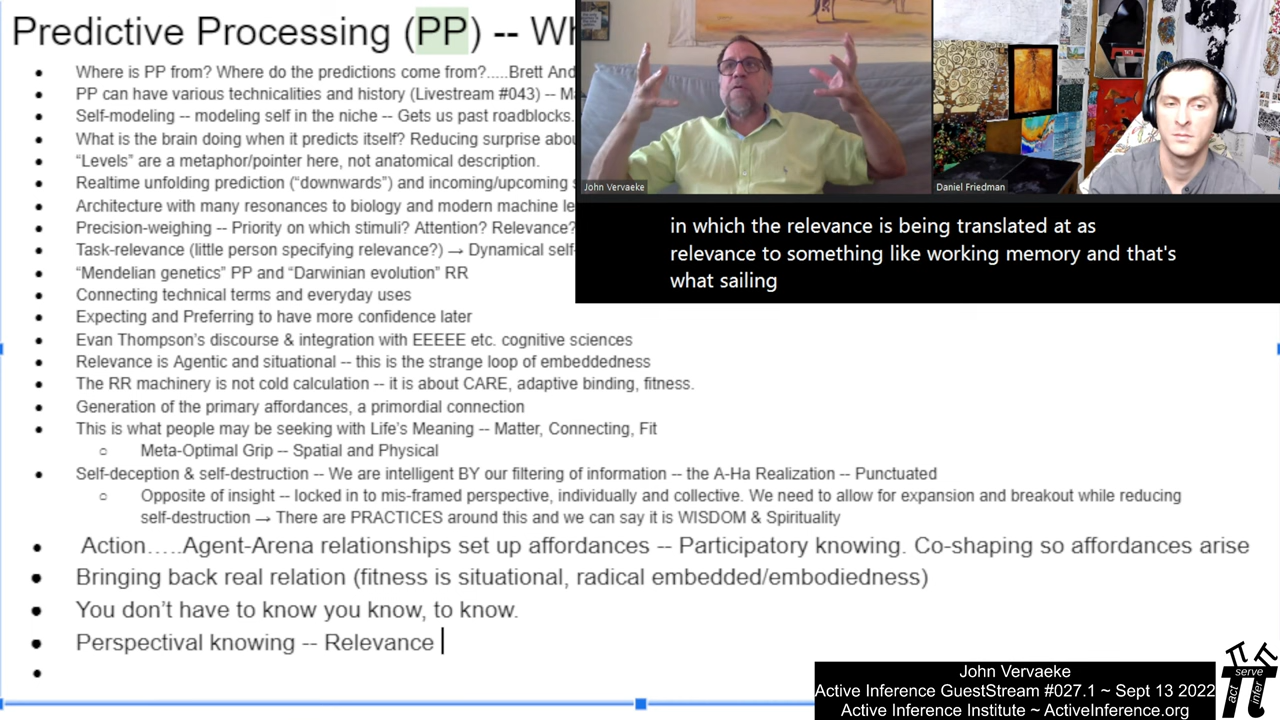 Predictive Processing (PP) -- Wh
• Where is PP from? Where do the predictions come from?.....Brett And
• PP can have various technicalities and history (Livestream #043) -- Ma
• Self-modeling -- modeling self in the niche -- Gets us past roadblocks.
• What is the brain doing when it predicts itself? Reducing surprise abou
• “Levels” are a metaphor/pointer here, not anatomical description.
• Realtime unfolding prediction (“downwards”) and incoming/upcoming s
• Architecture with many resonances to biology and modern machine le
• Precision-weighing -- Priority on which stimuli? Attention? Relevance?
• Task-relevance (little person specifying relevance?) → Dynamical self-
• “Mendelian genetics” PP and “Darwinian evolution” RR
• Connecting technical terms and everyday uses
• Expecting and Preferring to have more confidence later
• Evan Thompson’s discourse & integration with EEEEE etc. cognitive sciences
• Relevance is Agentic and situational -- this is the strange loop of embeddedness
• The RR machinery is not cold calculation -- it is about CARE, adaptive binding, fitness.
• Generation of the primary affordances, a primordial connection
• This is what people may be seeking with Life’s Meaning -- Matter, Connecting, Fit
○ Meta-Optimal Grip -- Spatial and Physical
• Self-deception & self-destruction -- We are intelligent BY our filtering of information -- the A-Ha Realization -- Punctuated
○ Opposite of insight -- locked in to mis-framed perspective, individually and collective. We need to allow for expansion and breakout while reducing
self-destruction → There are PRACTICES around this and we can say it is WISDOM & Spirituality
• Action…..Agent-Arena relationships set up affordances -- Participatory knowing. Co-shaping so affordances arise
• Bringing back real relation (fitness is situational, radical embedded/embodiedness)
• You don’t have to know you know, to know.
• Perspectival knowing -- Relevance
John Vervaeke
Daniel Friedman
in which the relevance is being translated at as
relevance to something like working memory and that's
what sailing
John Vervaeke
Active Inference GuestStream #027.1 ~ Sept 13 2022
Active Inference Institute ~ ActiveInference.org
serve
act
infer